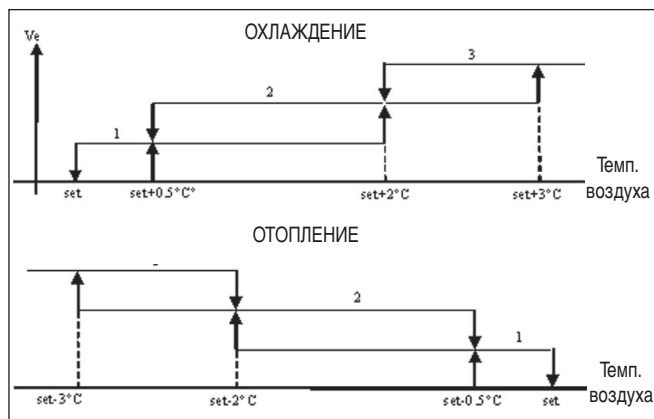 ОХЛАЖДЕНИЕ
Ve
3
2
1
Темп.
воздуха
set
set+0.5°C°
set+2°C
set+3°C
ОТОПЛЕНИЕ
-
2
1
Темп.
воздуха
set-3°C
set-2°C
set-0.5°C
set